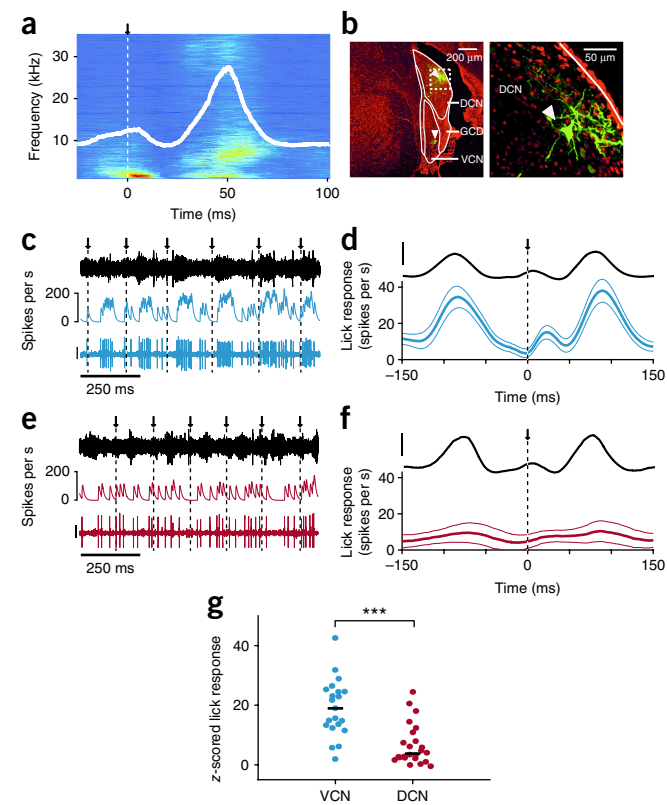 a
Frequency (kHz)
30
20
10
0
50
100
Time (ms)
b
200 μm
DCN
GCD
VCN
50 μm
DCN
c
Spikes per s
200
0
250 ms
d
Lick response
(spikes per s)
40
20
0
–150
0
150
Time (ms)
e
Spikes per s
200
0
250 ms
f
Lick response
(spikes per s)
40
20
0
–150
0
150
Time (ms)
g
***
z-scored lick response
40
20
0
VCN
DCN